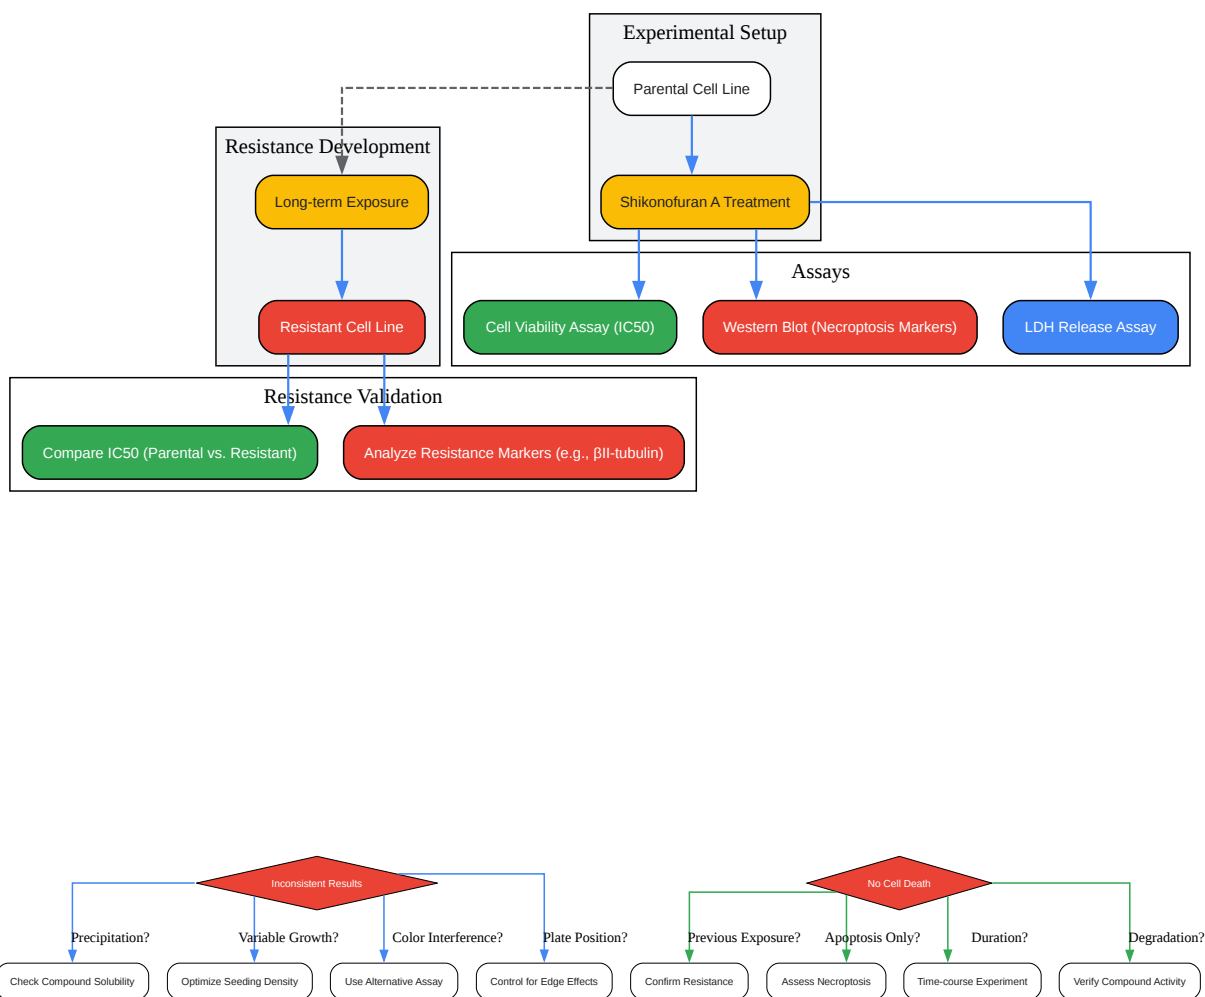 Experimental Setup
Parental Cell Line
Resistance Development
Long-term Exposure
Shikonofuran A Treatment
Assays
Resistant Cell Line
Cell Viability Assay (IC50)
Western Blot (Necroptosis Markers)
LDH Release Assay
Resistance Validation
Compare IC50 (Parental vs. Resistant)
Analyze Resistance Markers (e.g., βII-tubulin)
Inconsistent Results
No Cell Death
Precipitation?
Variable Growth?
Color Interference?
Plate Position?
Previous Exposure?
Apoptosis Only?
Duration?
Degradation?
Check Compound Solubility
Optimize Seeding Density
Use Alternative Assay
Control for Edge Effects
Confirm Resistance
Assess Necroptosis
Time-course Experiment
Verify Compound Activity